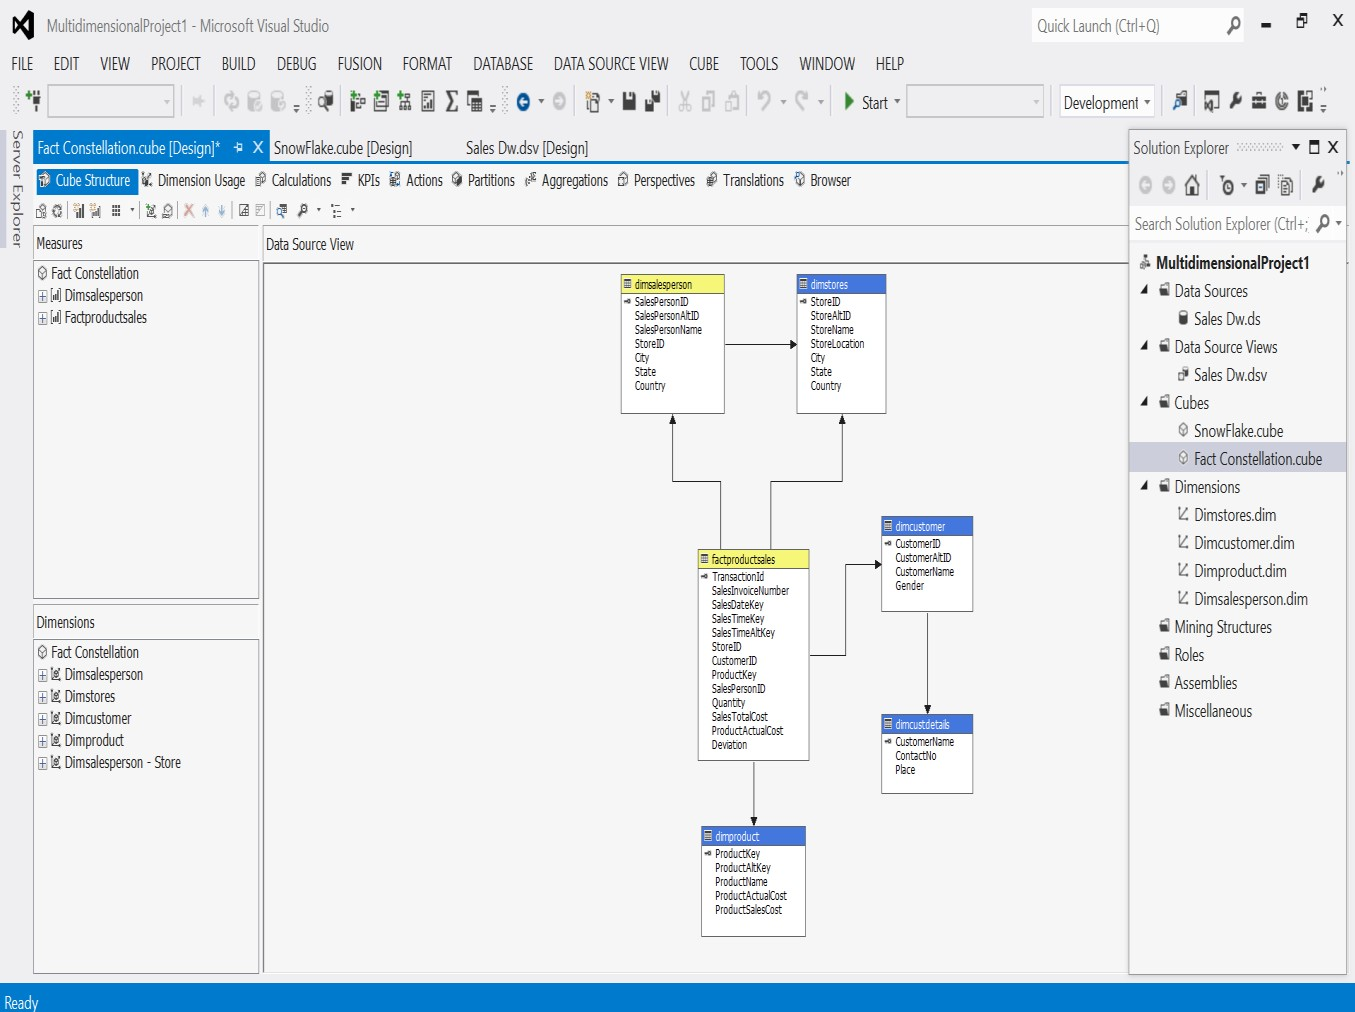 MultidimensionalProject1 - Microsoft Visual Studio
Quick Launch (Ctrl+Q)
X
FILE EDIT VIEW PROJECT BUILD DEBUG FUSION FORMAT DATABASE DATA SOURCE VIEW CUBE TOOLS WINDOW HELP
Start
Development
Server Explorer
Fact Constellation.cube [Design]* X
SnowFlake.cube [Design]
Sales Dw.dsv [Design]
Cube Structure Dimension Usage Calculations KPIs Actions Partitions Aggregations Perspectives Translations Browser
Measures
Fact Constellation
Dimsalesperson
Factproductsales
Dimensions
Fact Constellation
Dimsalesperson
Dimstores
Dimcustomer
Dimproduct
Dimsalesperson - Store
Data Source View
dimsalesperson
SalesPersonID
SalesPersonAltID
SalesPersonName
StoreID
City
State
Country
dimstores
StoreID
StoreAltID
StoreName
StoreLocation
City
State
Country
factproductsales
TransactionId
SalesInvoiceNumber
SalesDateKey
SalesTimeKey
SalesTimeAltKey
StoreID
CustomerID
ProductKey
SalesPersonID
Quantity
SalesTotalCost
ProductActualCost
Deviation
dimcustomer
CustomerID
CustomerAltID
CustomerName
Gender
dimcustdetails
CustomerName
ContactNo
Place
dimproduct
ProductKey
ProductAltKey
ProductName
ProductActualCost
ProductSalesCost
Solution Explorer
Search Solution Explorer (Ctrl+;
MultidimensionalProject1
Data Sources
Sales Dw.ds
Data Source Views
Sales Dw.dsv
Cubes
SnowFlake.cube
Fact Constellation.cube
Dimensions
Dimstores.dim
Dimcustomer.dim
Dimproduct.dim
Dimsalesperson.dim
Mining Structures
Roles
Assemblies
Miscellaneous
Ready